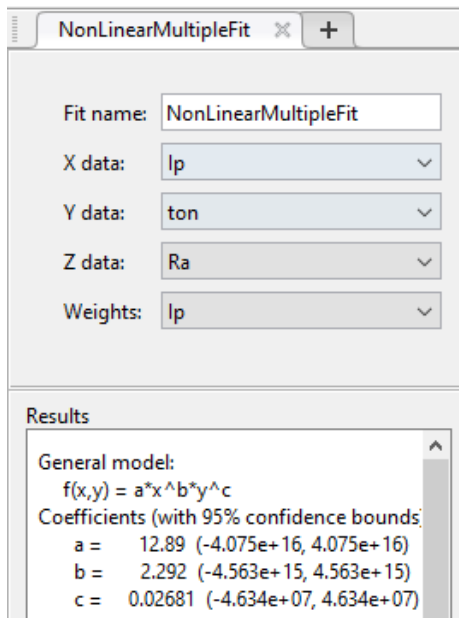 NonLinearMultipleFit
Fit name: NonLinearMultipleFit
X data: Ip
Y data: ton
Z data: Ra
Weights: Ip
Results
General model:
f(x,y) = a*x^b*y^c
Coefficients (with 95% confidence bounds)
a = 12.89 (-4.075e+16, 4.075e+16)
b = 2.292 (-4.563e+15, 4.563e+15)
c = 0.02681 (-4.634e+07, 4.634e+07)